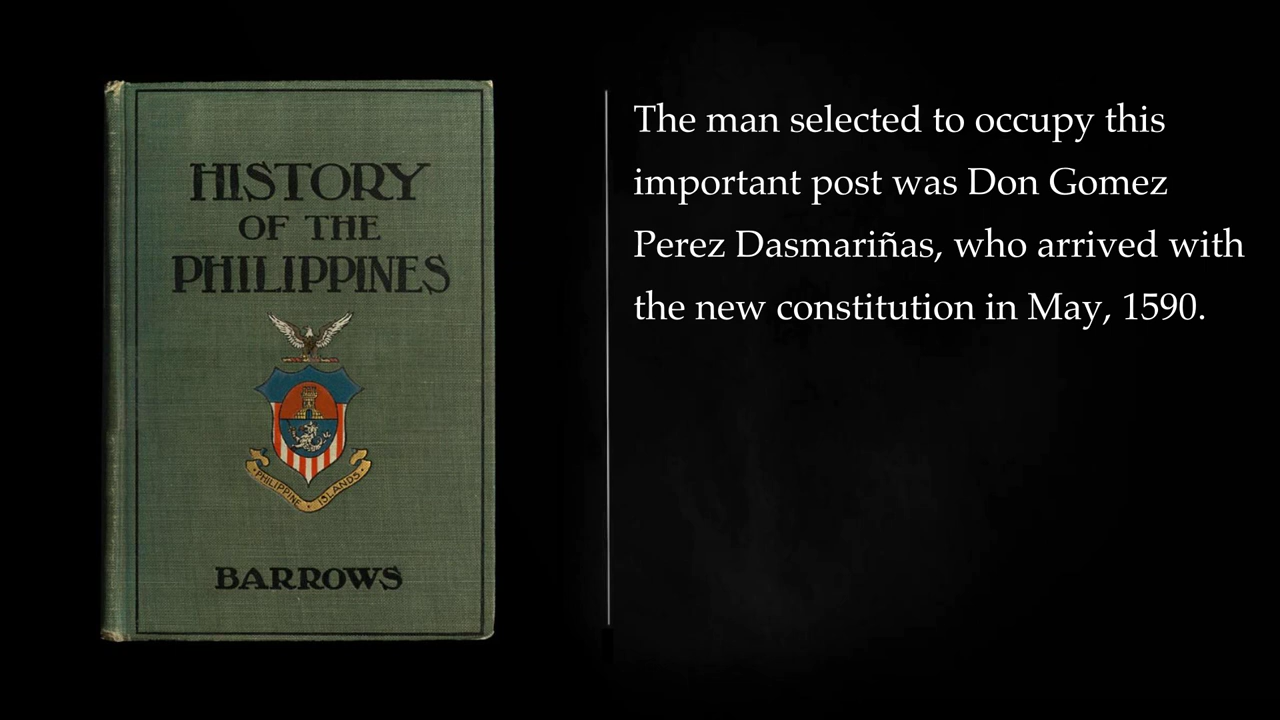 HISTORY
OF THE
PHILIPPINES
PHILIPPINE ISLANDS
BARROWS
The man selected to occupy this
important post was Don Gomez
Perez Dasmariñas, who arrived with
the new constitution in May, 1590.